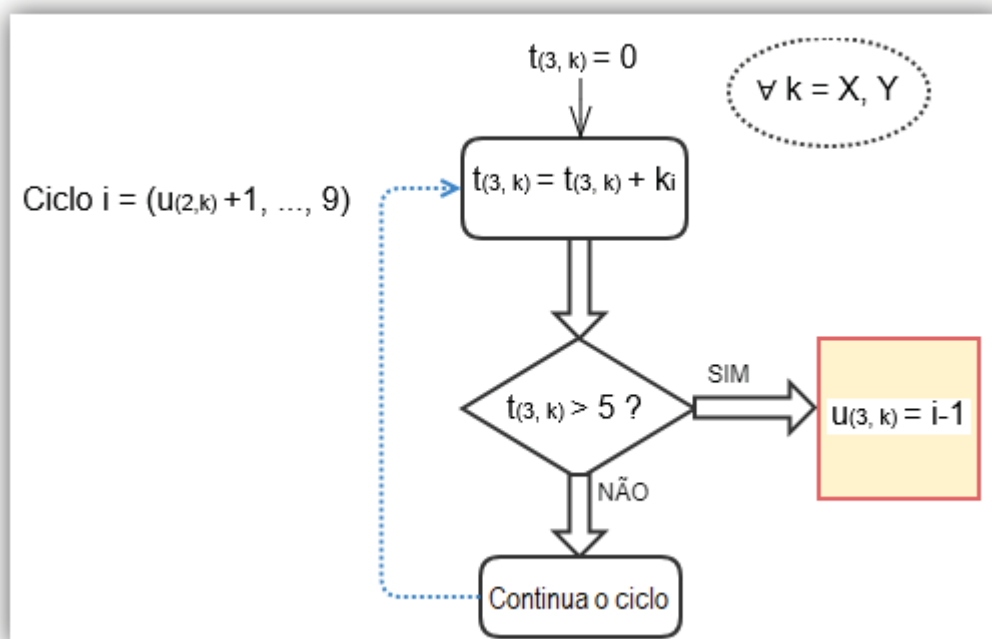 t(3, k) = 0
∀ k = X, Y
t(3, k) = t(3, k) + ki
Ciclo i = (u(2,k) +1, ..., 9)
SIM
t(3, k) > 5 ?
u(3, k) = i-1
NÃO
Continua o ciclo